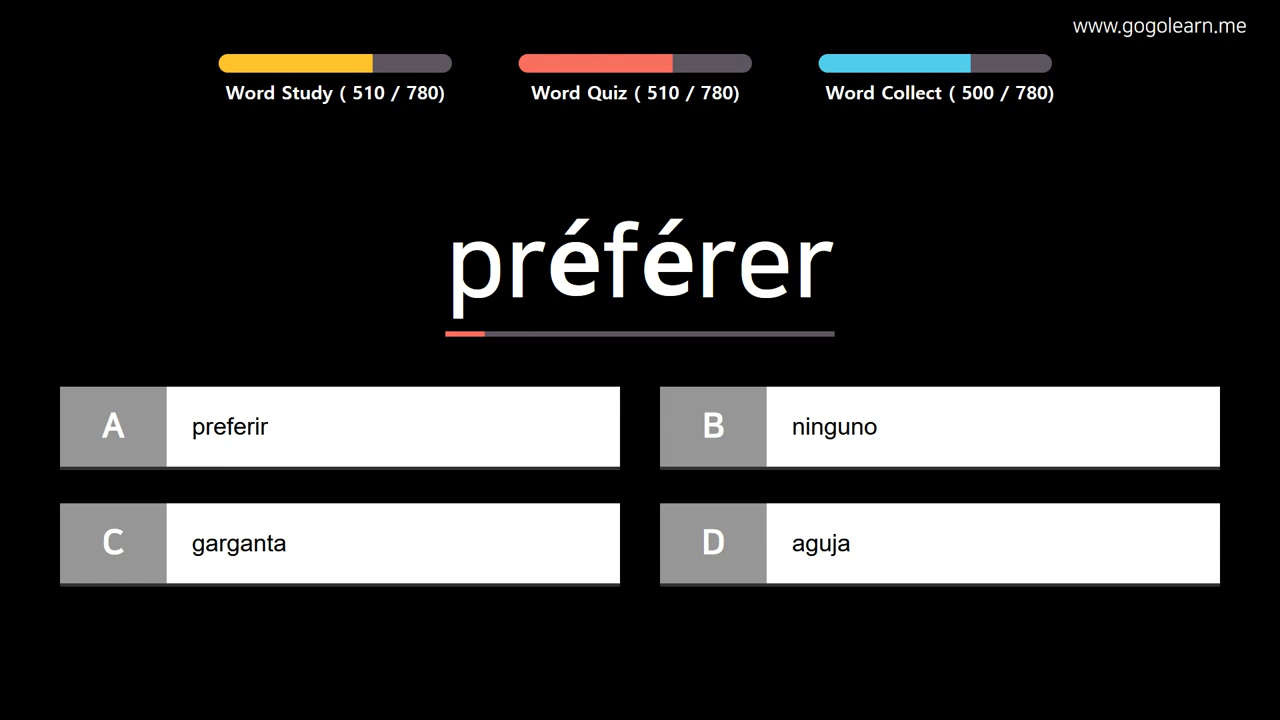 www.gogolearn.me
Word Study ( 510 / 780)
Word Quiz ( 510 / 780)
Word Collect ( 500 / 780)
préférer
A preferir
B ninguno
C garganta
D aguja